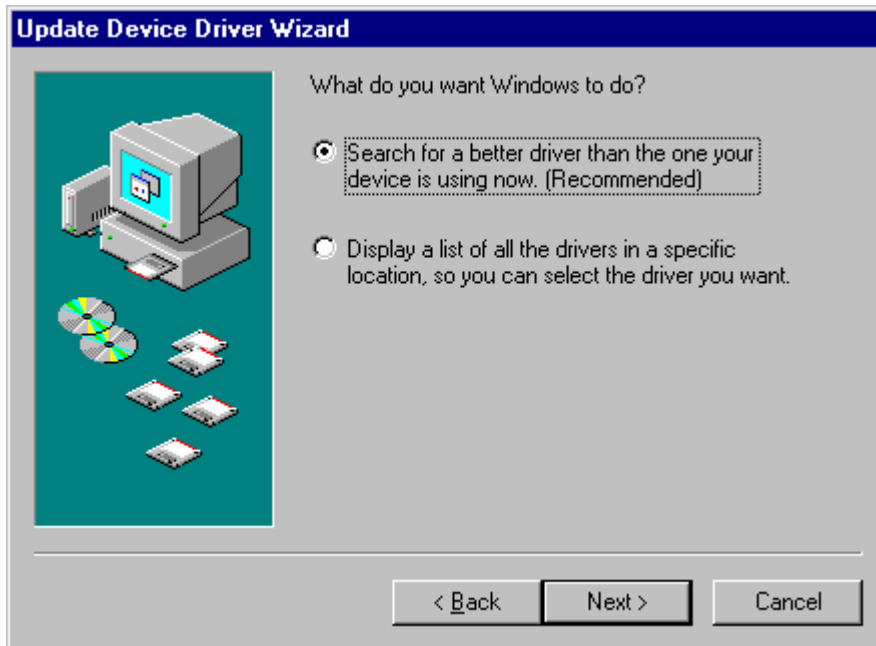 Update Device Driver Wizard
What do you want Windows to do?
Search for a better driver than the one your
device is using now. (Recommended)
Display a list of all the drivers in a specific
location, so you can select the driver you want.
< Back
Next >
Cancel